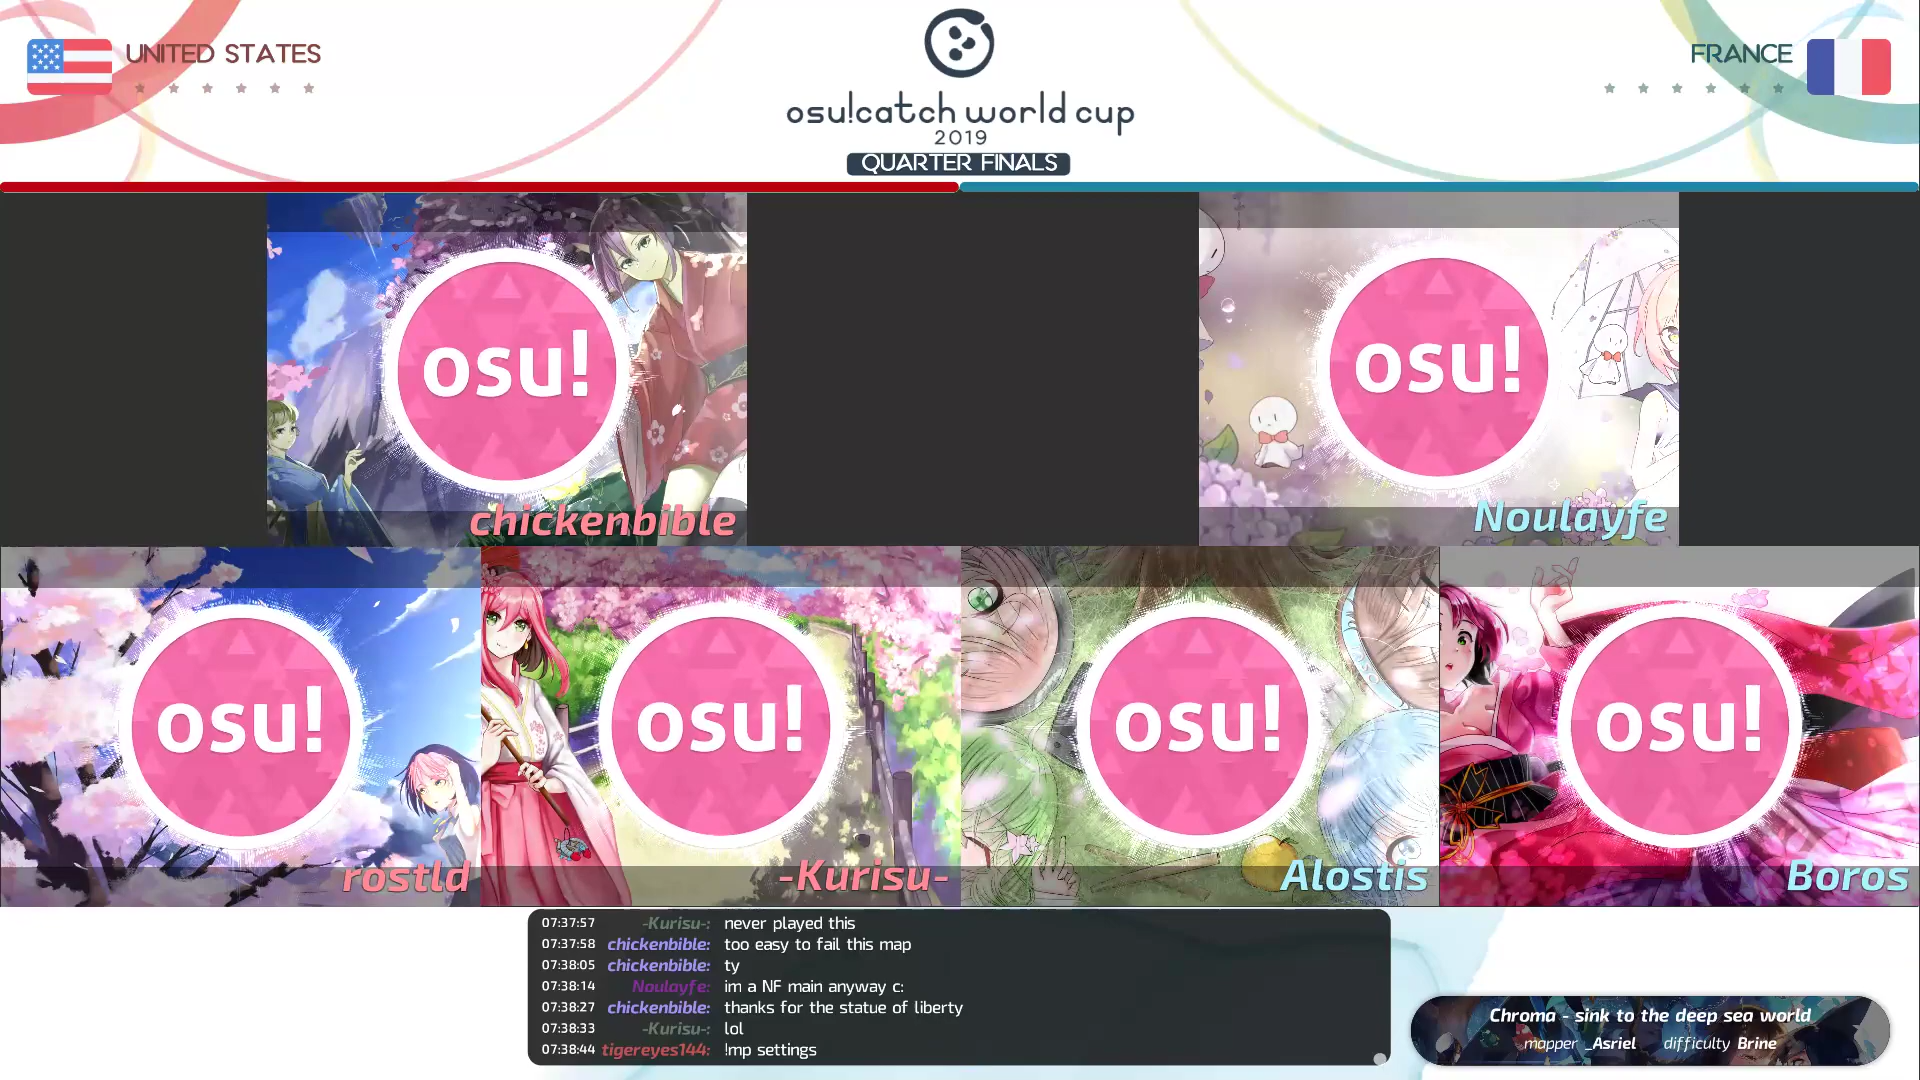 UNITED STATES
FRANCE
osu!catch world cup
2019
QUARTER FINALS
osu!
chickenbible
osu!
Noulayfe
osu!
rostld
osu!
-Kurisu-
osu!
Alostis
osu!
Boros
07:37:57 -Kurisu-: never played this
07:37:58 chickenbible: too easy to fail this map
07:38:05 chickenbible: ty
07:38:14 Noulayfe: im a NF main anyway c:
07:38:27 chickenbible: thanks for the statue of liberty
07:38:33 -Kurisu-: lol
07:38:44 tigereyes144: !mp settings
Chroma - sink to the deep sea world
mapper _Asriel difficulty Brine